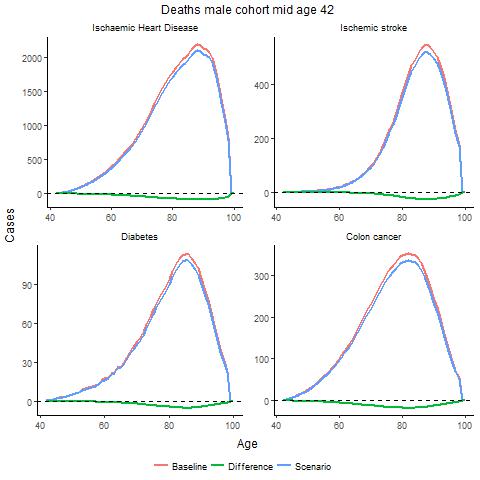 Deaths male cohort mid age 42
Ischaemic Heart Disease
Ischemic stroke
2000
1500
1000
500
0
40 60 80 100
400
200
0
40 60 80 100
Cases
Diabetes
Colon cancer
90
60
30
0
40 60 80 100
300
200
100
0
40 60 80 100
Age
Baseline Difference Scenario